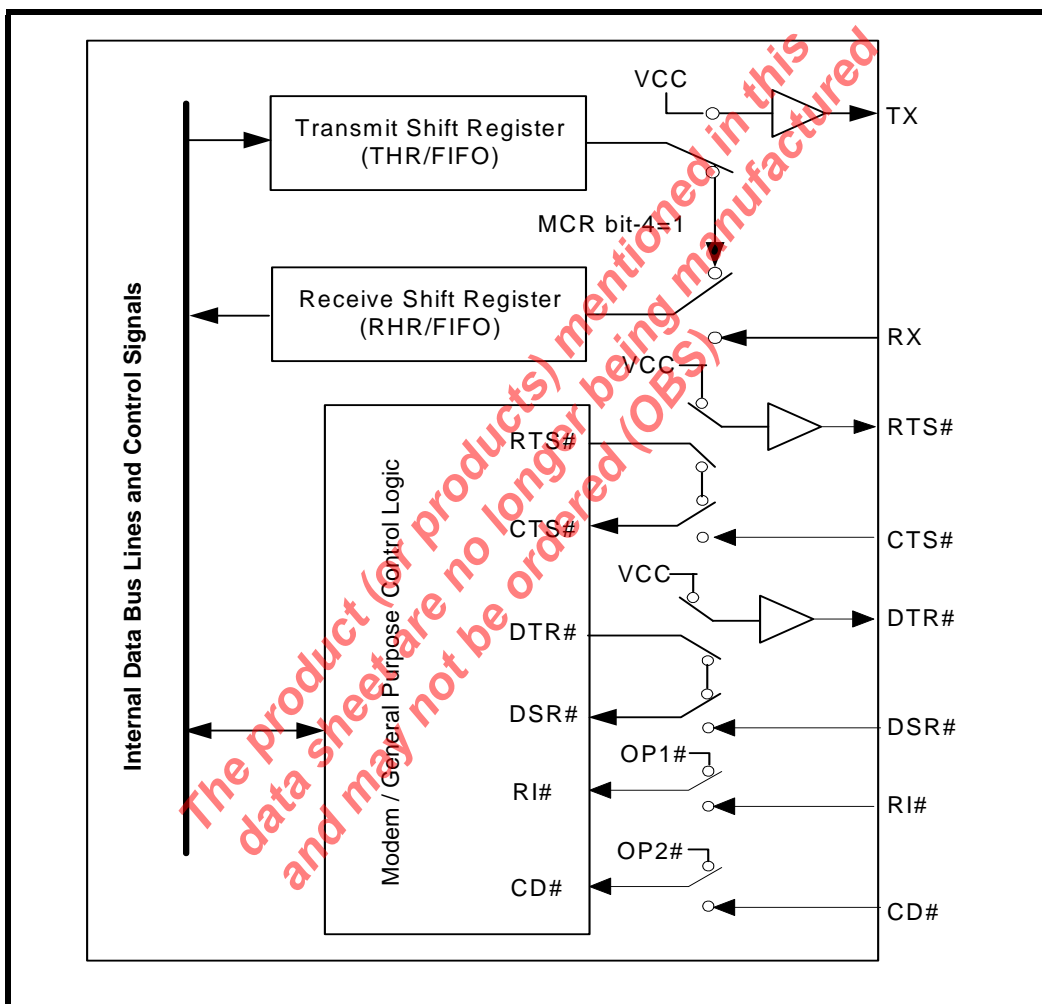 VCC
TX
Transmit Shift Register
(THR/FIFO)
MCR bit-4=1
Receive Shift Register
(RHR/FIFO)
RX
VCC
RTS#
RTS#
CTS#
CTS#
VCC
DTR#
DTR#
DSR#
DSR#
OP1#
RI#
RI#
OP2#
CD#
CD#
Internal Data Bus Lines and Control Signals
Modem / General Purpose Control Logic
The product (or products) mentioned in this
data sheet are no longer being manufactured
and may not be ordered (OBS)